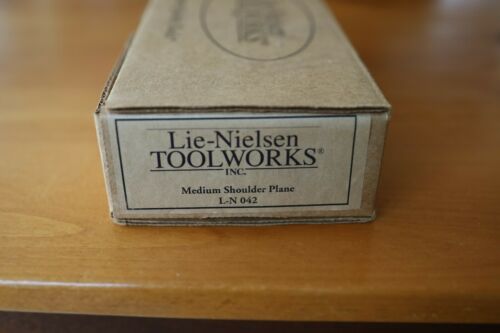 Lie-Nielsen
TOOLWORKS®
INC.
Medium Shoulder Plane
L-N 042